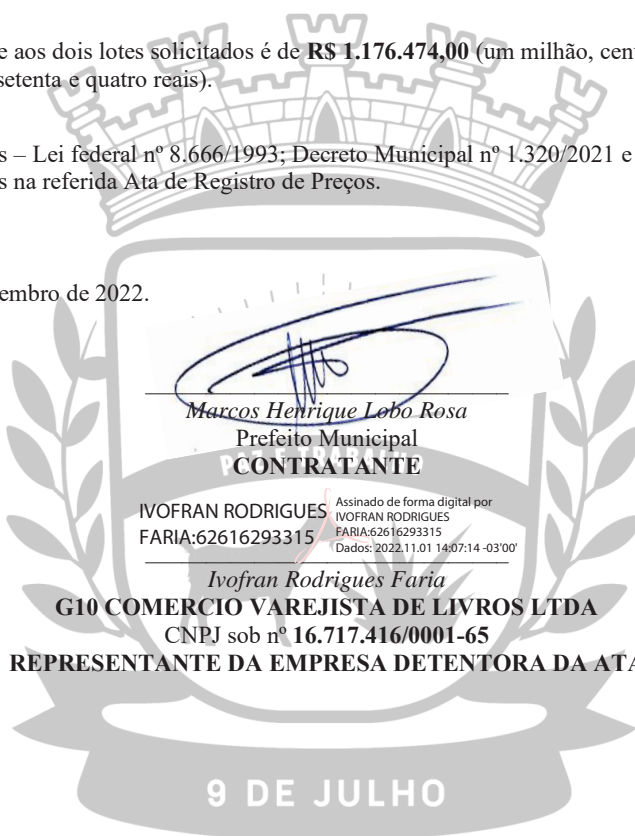 e aos dois lotes solicitados é de R$ 1.176.474,00 (um milhão, cent
setenta e quatro reais).
s – Lei federal nº 8.666/1993; Decreto Municipal nº 1.320/2021 e
s na referida Ata de Registro de Preços.
embro de 2022.
Marcos Henrique Lobo Rosa
Prefeito Municipal
PAZ E TRABALHO
CONTRATANTE
IVOFRAN RODRIGUES
FARIA:62616293315
Assinado de forma digital por
IVOFRAN RODRIGUES
FARIA:62616293315
Dados: 2022.11.01 14:07:14 -03'00'
Ivofran Rodrigues Faria
G10 COMERCIO VAREJISTA DE LIVROS LTDA
CNPJ sob nº 16.717.416/0001-65
REPRESENTANTE DA EMPRESA DETENTORA DA ATA
9 DE JULHO